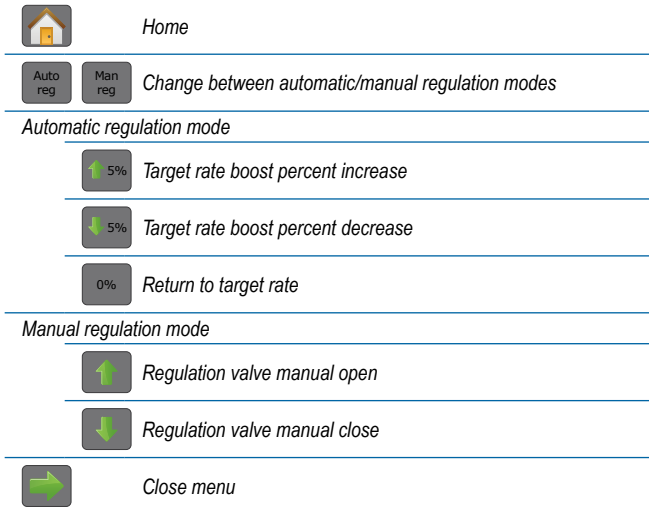 Home
Auto reg Man reg Change between automatic/manual regulation modes
Automatic regulation mode
5% Target rate boost percent increase
5% Target rate boost percent decrease
0% Return to target rate
Manual regulation mode
Regulation valve manual open
Regulation valve manual close
Close menu